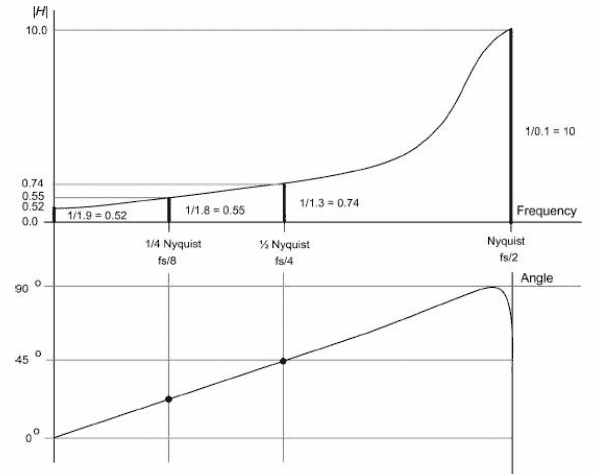 |H|
10.0
1/0.1 = 10
0.74
0.55
0.52
0.0
1/1.9 = 0.52
1/1.8 = 0.55
1/1.3 = 0.74
Frequency
1/4 Nyquist
fs/8
½ Nyquist
fs/4
Nyquist
fs/2
Angle
90 °
45 °
0°